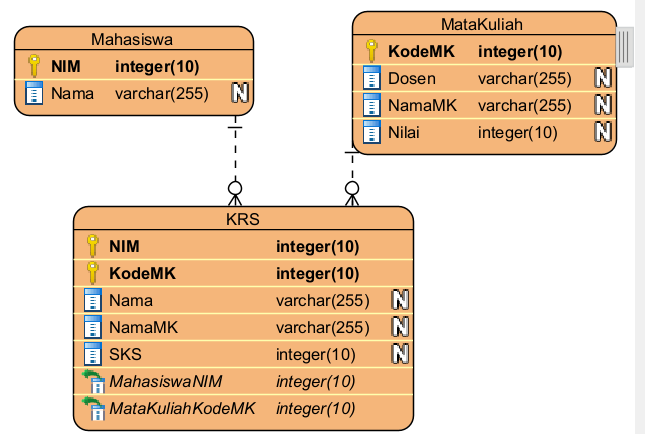 Mahasiswa
NIM integer(10)
Nama varchar(255) N
MataKuliah
KodeMK integer(10)
Dosen varchar(255) N
NamaMK varchar(255) N
Nilai integer(10) N
KRS
NIM integer(10)
KodeMK integer(10)
Nama varchar(255) N
NamaMK varchar(255) N
SKS integer(10) N
MahasiswaNIM integer(10)
MataKuliahKodeMK integer(10)